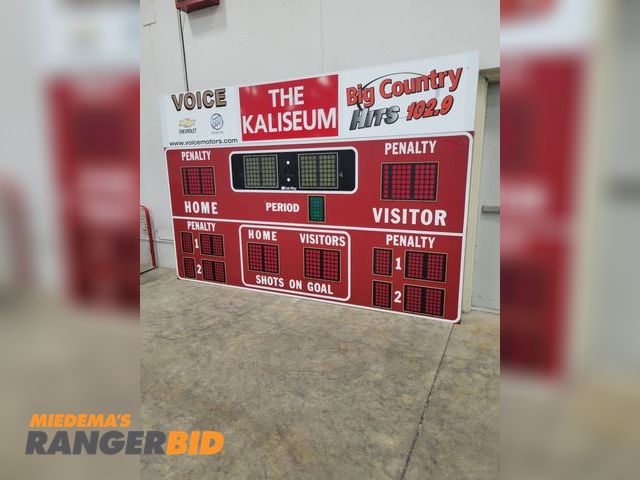 VOICE
CHEVROLET
www.voicemotors.com
THE
KALISEUM
Big Country
HITS 102.9
PENALTY
PENALTY
HOME
PERIOD
VISITOR
PENALTY
1
2
HOME VISITORS
SHOTS ON GOAL
PENALTY
1
2
MIEDEMA'S
RANGERBID